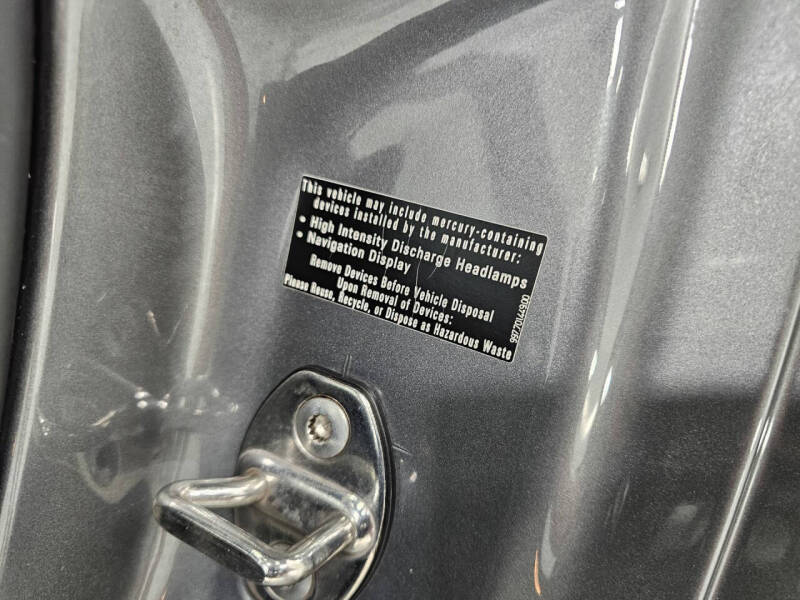 This vehicle may include mercury-containing
devices installed by the manufacturer:
• High Intensity Discharge Headlamps
• Navigation Display
Remove Devices Before Vehicle Disposal
Upon Removal of Devices:
Please Reuse, Recycle, or Dispose as Hazardous Waste